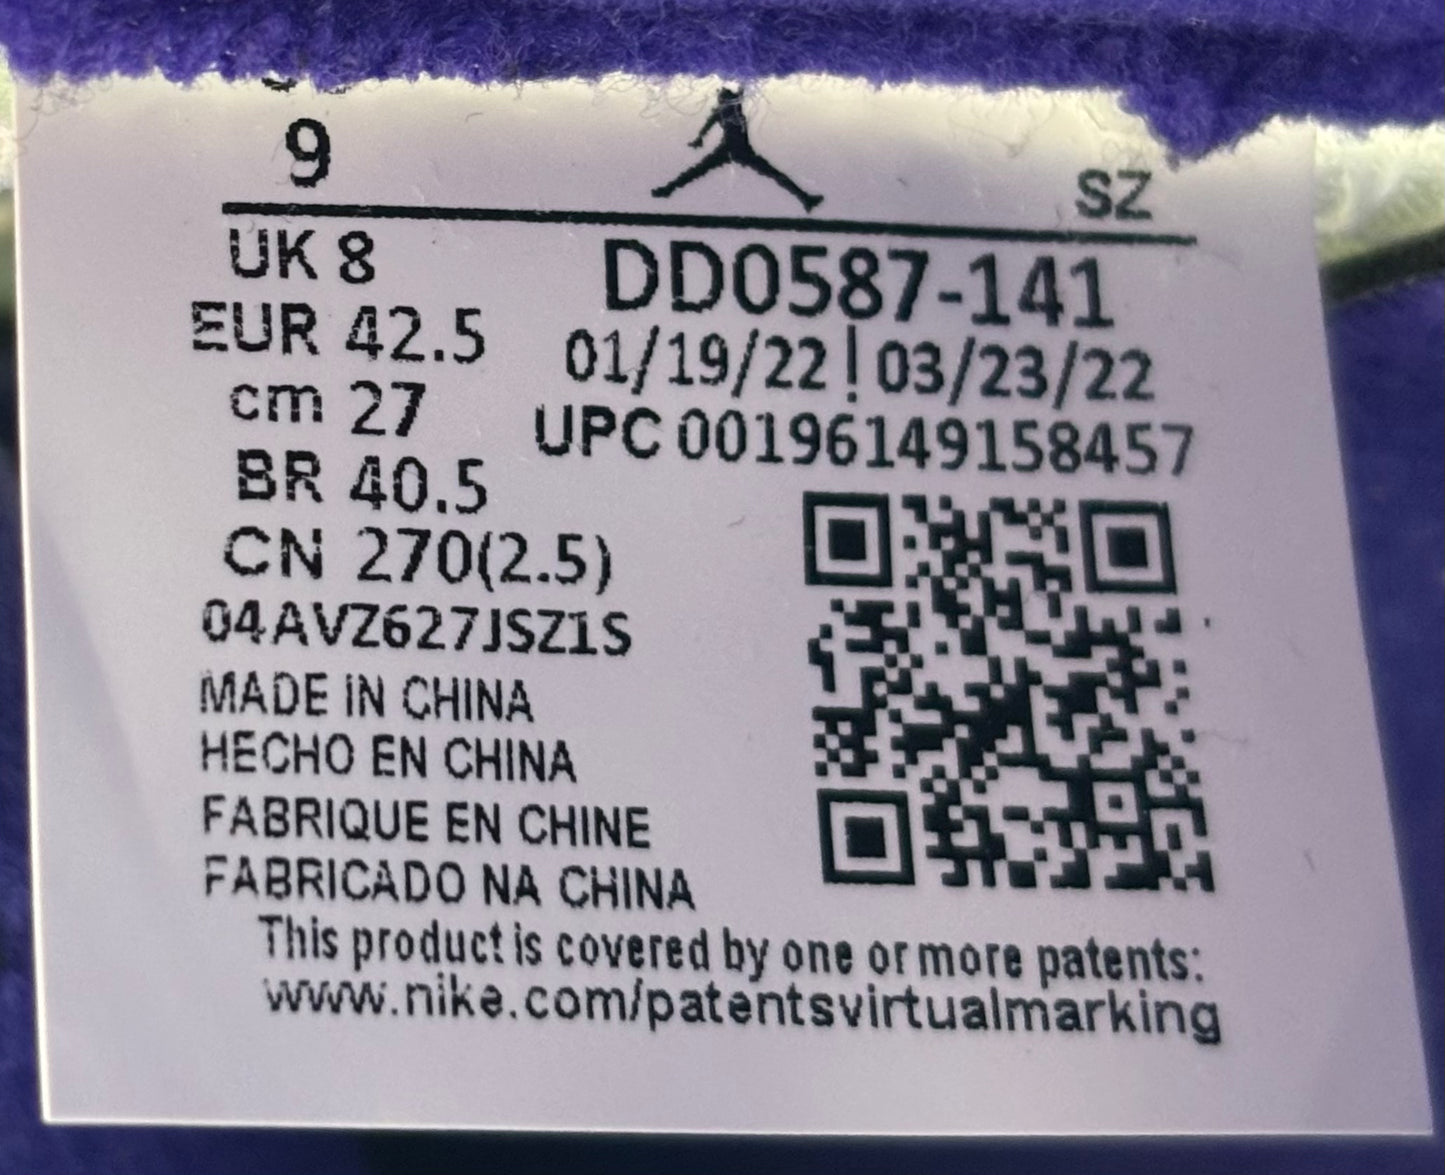 9
SZ
UK 8
DD0587-141
EUR 42.5
01/19/22 | 03/23/22
cm 27
UPC 00196149158457
BR 40.5
CN 270(2.5)
04AVZ627JSZ1S
MADE IN CHINA
HECHO EN CHINA
FABRIQUE EN CHINE
FABRICADO NA CHINA
This product is covered by one or more patents:
www.nike.com/patentsvirtualmarking